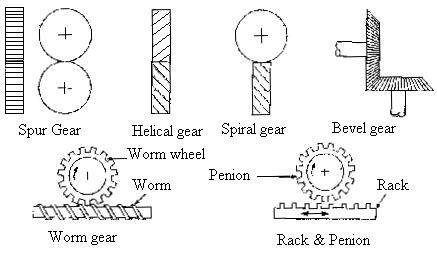 Spur Gear
Helical gear
Spiral gear
Bevel gear
Worm wheel
Worm
Worm gear
Penion
Rack
Rack & Penion